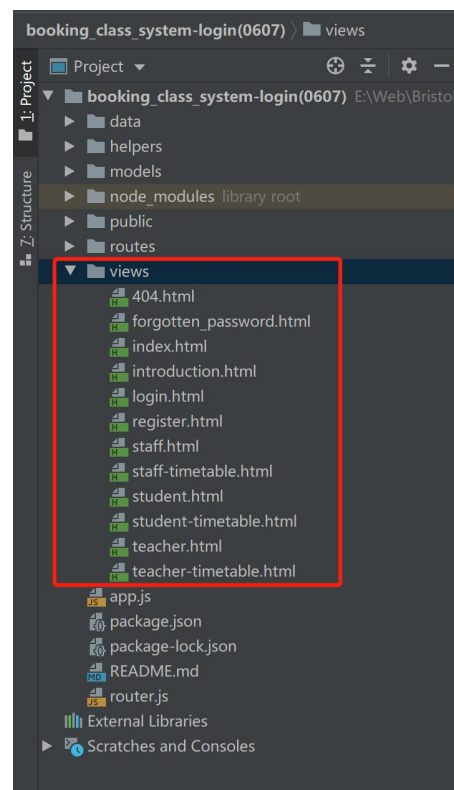 booking_class_system-login(0607) views
Project
1: Project
booking_class_system-login(0607) E:\Web\Bristo
data
helpers
models
node_modules library root
7: Structure
public
routes
views
404.html
forgotten_password.html
index.html
introduction.html
login.html
register.html
staff.html
staff-timetable.html
student.html
student-timetable.html
teacher.html
teacher-timetable.html
app.js
package.json
package-lock.json
README.md
router.js
External Libraries
Scratches and Consoles